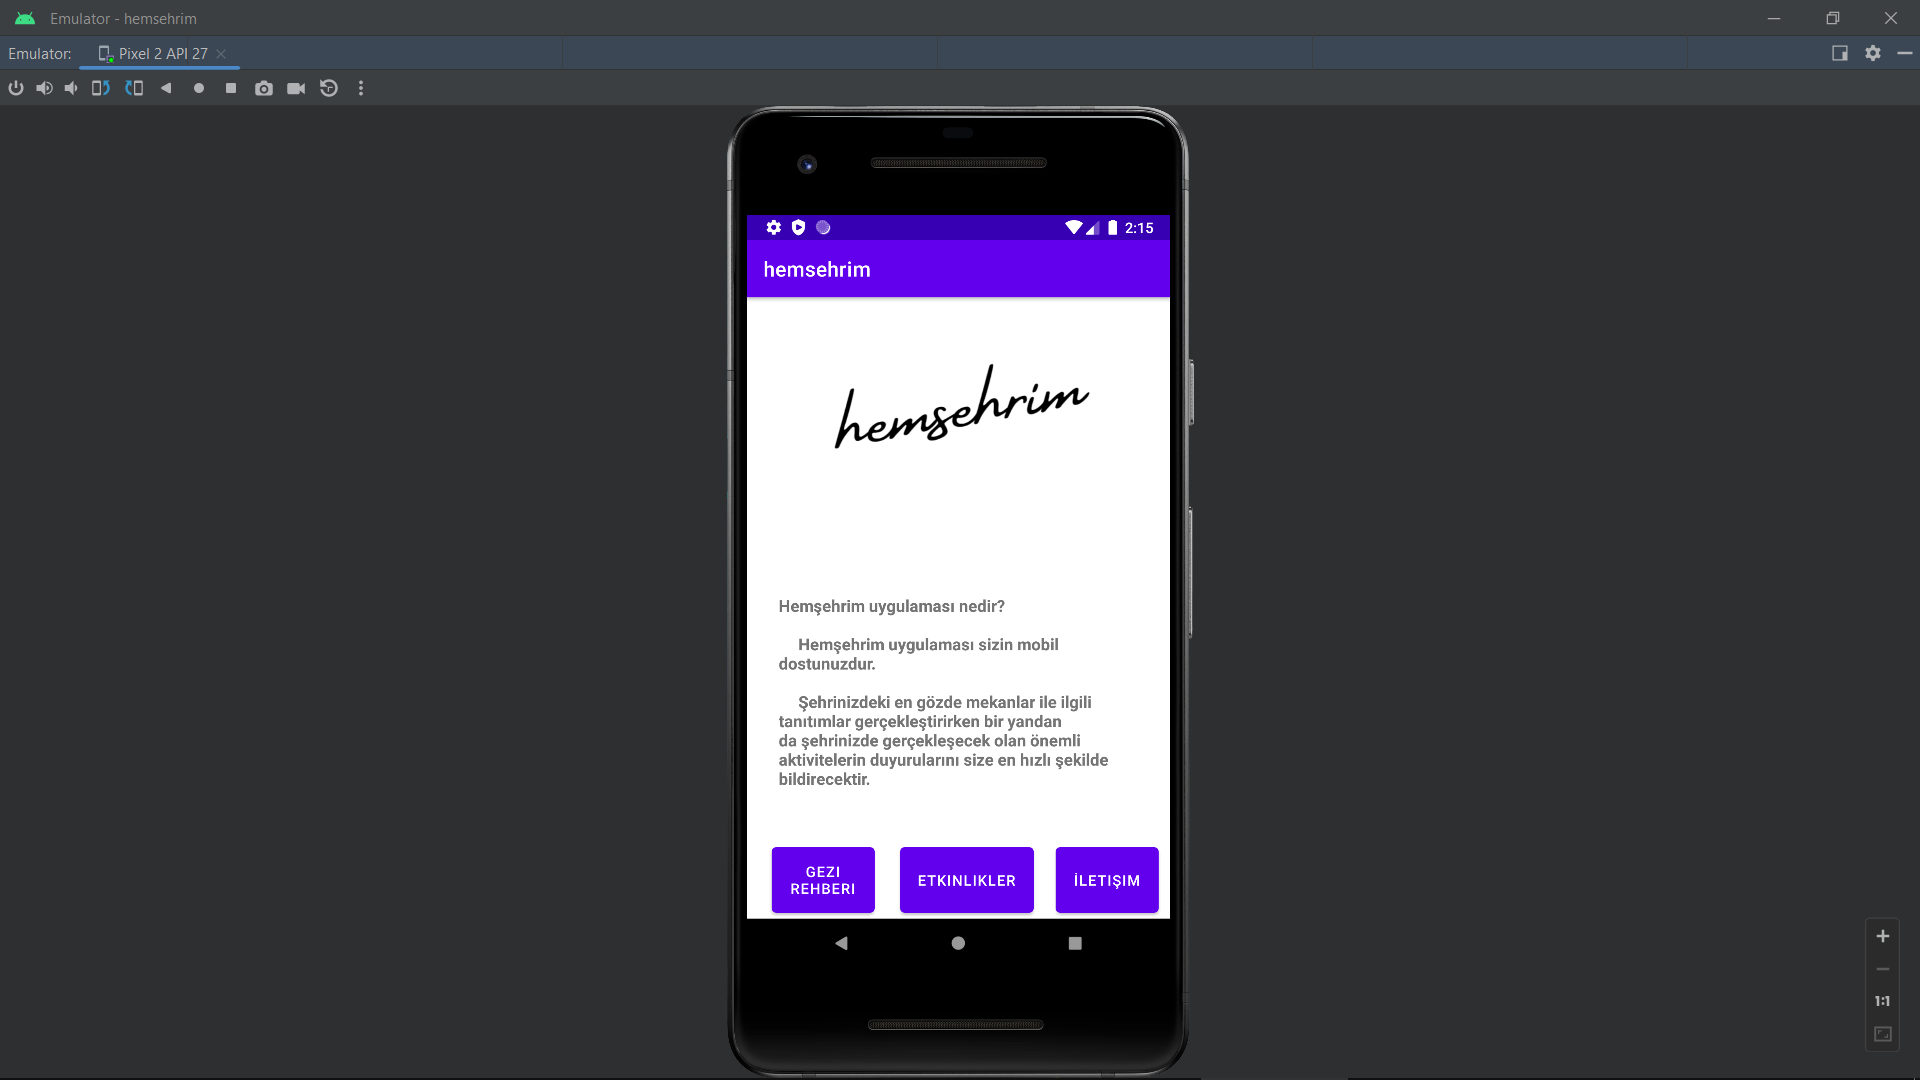 Emulator - hemsehrim
Emulator:
Pixel 2 API 27
2:15
hemsehrim
hemsehrim
Hemşehrim uygulaması nedir?
Hemşehrim uygulaması sizin mobil
dostunuzdur.
Şehrinizdeki en gözde mekanlar ile ilgili
tanıtımlar gerçekleştirirken bir yandan
da şehrinizde gerçekleşecek olan önemli
aktivitelerin duyurularını size en hızlı şekilde
bildirecektir.
GEZI
REHBERI
ETKINLIKLER
İLETIŞIM
1:1